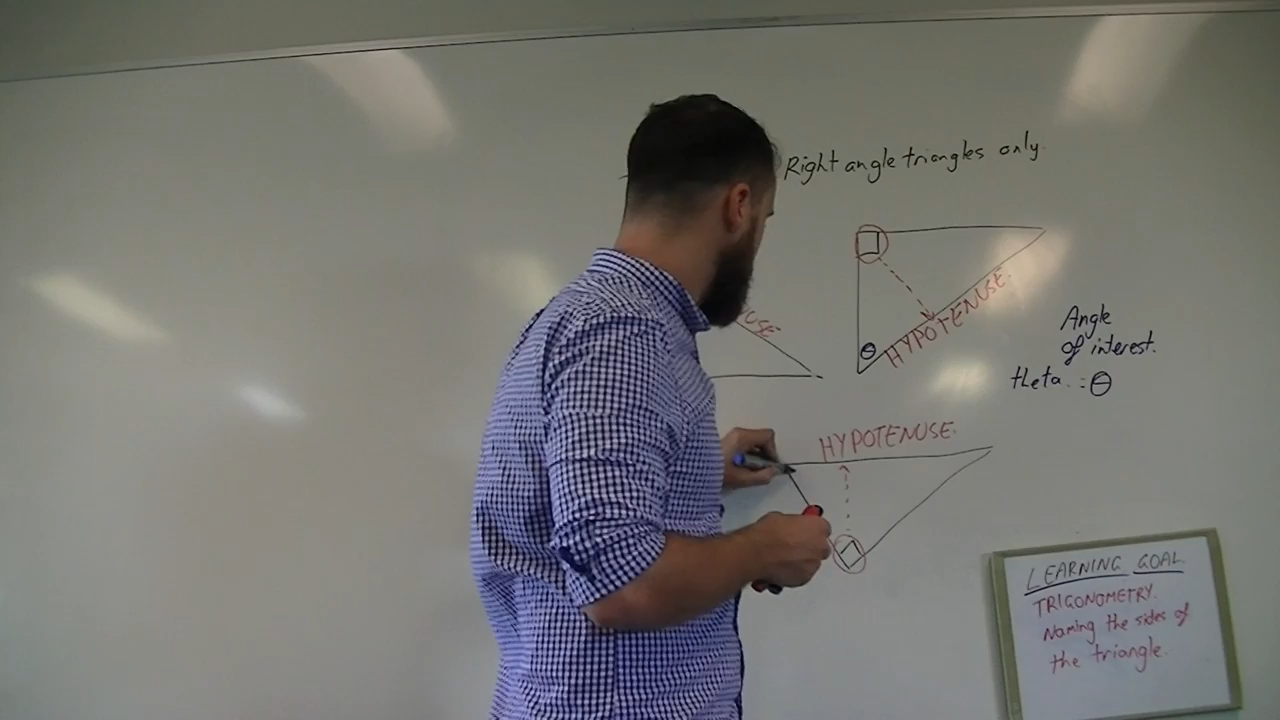 Right angle triangles only.
HYPOTENUSE.
Θ
Angle
of interest.
theta : Θ
HYPOTENUSE.
LEARNING GOAL.
TRIGONOMETRY.
Naming the sides of
the triangle.